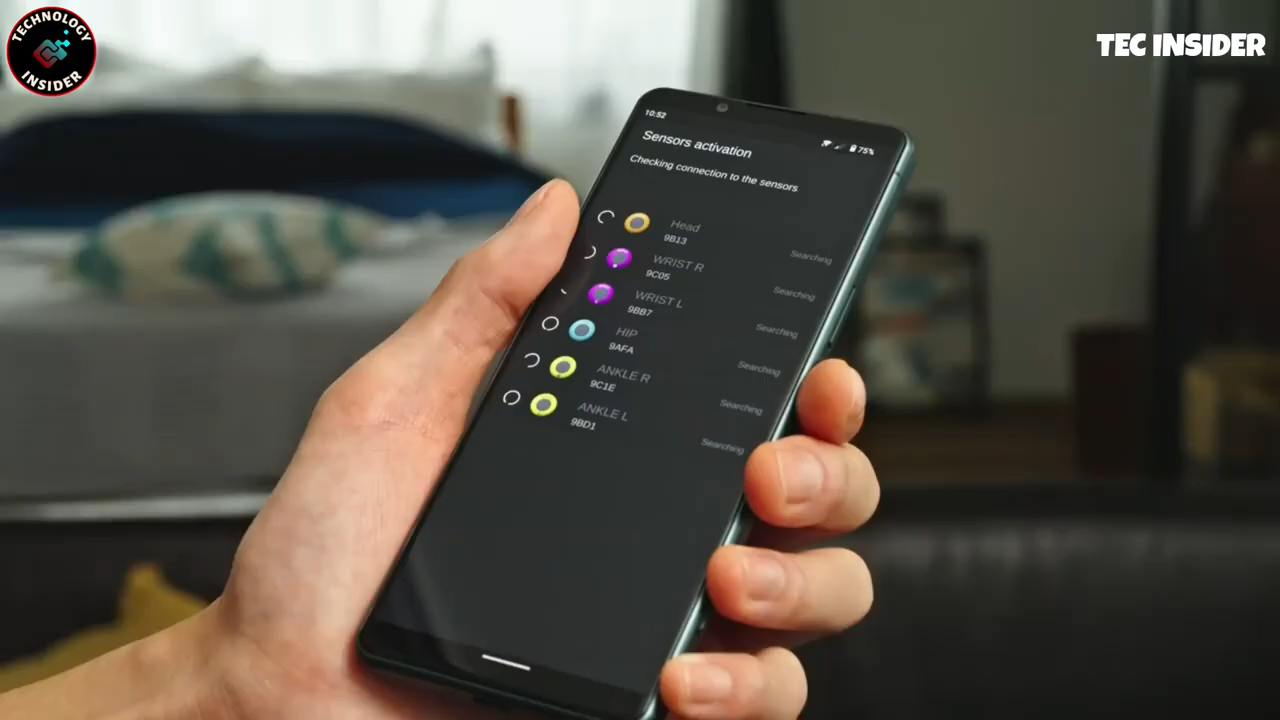 TECHNOLOGY
INSIDER
TEC INSIDER
10:52
75%
Sensors activation
Checking connection to the sensors
Head
9B13
Searching
WRIST R
9C05
Searching
WRIST L
9BB7
Searching
HIP
9AFA
Searching
ANKLE R
9C1E
Searching
ANKLE L
9BD1
Searching